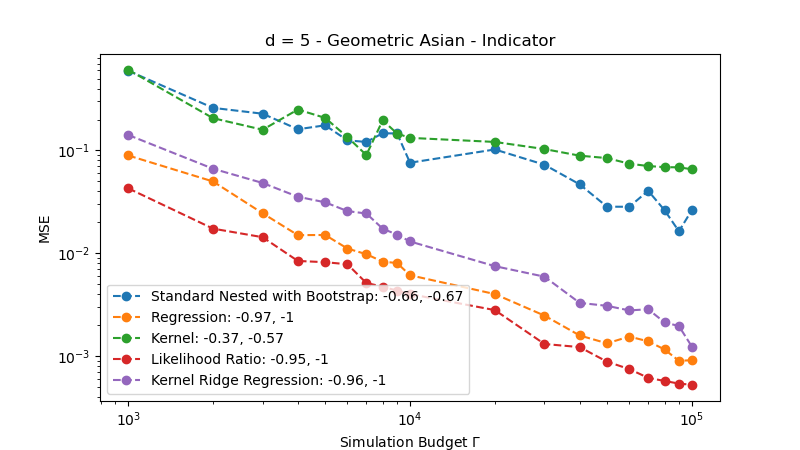 d = 5 - Geometric Asian - Indicator
MSE
10⁻¹
10⁻²
10⁻³
Standard Nested with Bootstrap: -0.66, -0.67
Regression: -0.97, -1
Kernel: -0.37, -0.57
Likelihood Ratio: -0.95, -1
Kernel Ridge Regression: -0.96, -1
10³
10⁴
10⁵
Simulation Budget Γ